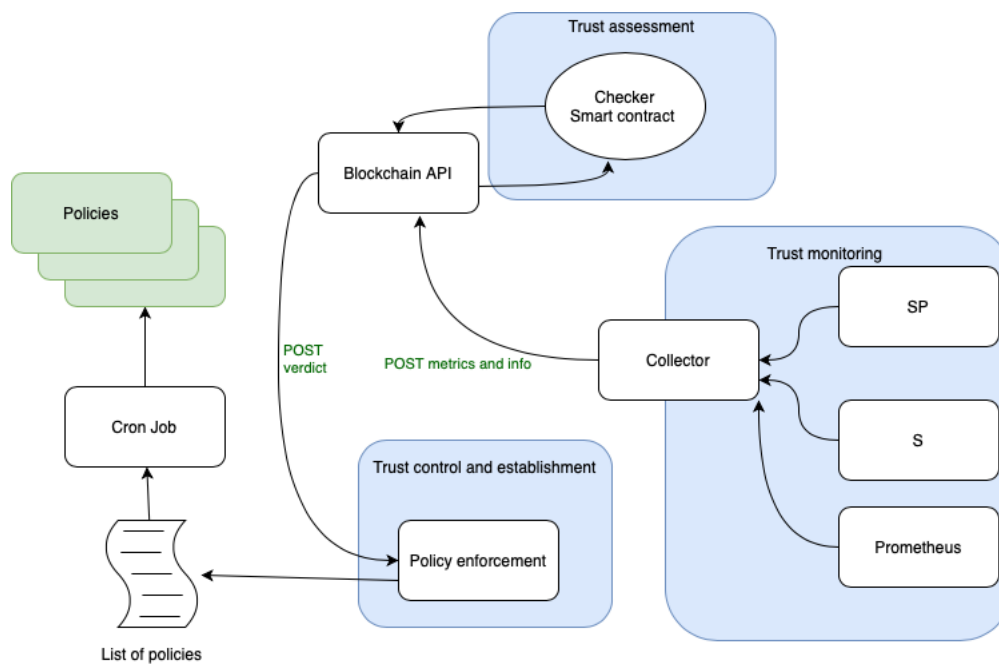 Trust assessment
Checker
Smart contract
Blockchain API
Policies
Trust monitoring
SP
Collector
POST
verdict
POST metrics and info
Cron Job
S
Trust control and establishment
Prometheus
Policy enforcement
List of policies